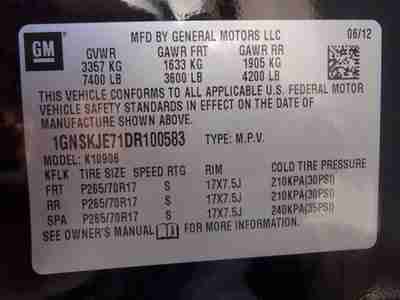 GM
MFD BY GENERAL MOTORS LLC
06/12
GVWR GAWR FRT GAWR RR
3357 KG 1633 KG 1905 KG
7400 LB 3600 LB 4200 LB
THIS VEHICLE CONFORMS TO ALL APPLICABLE U.S. FEDERAL MOTOR
VEHICLE SAFETY STANDARDS IN EFFECT ON THE DATE OF
MANUFACTURE SHOWN ABOVE.
1GNSKJE71DR100583 TYPE: M.P.V.
MODEL: K10906
KFLK TIRE SIZE SPEED RTG RIM COLD TIRE PRESSURE
FRT P265/70R17 S 17X7.5J 210KPA(30PSI)
RR P265/70R17 S 17X7.5J 210KPA(30PSI)
SPA P265/70R17 S 17X7.5J 240KPA(35PSI)
SEE OWNER'S MANUAL FOR MORE INFORMATION.